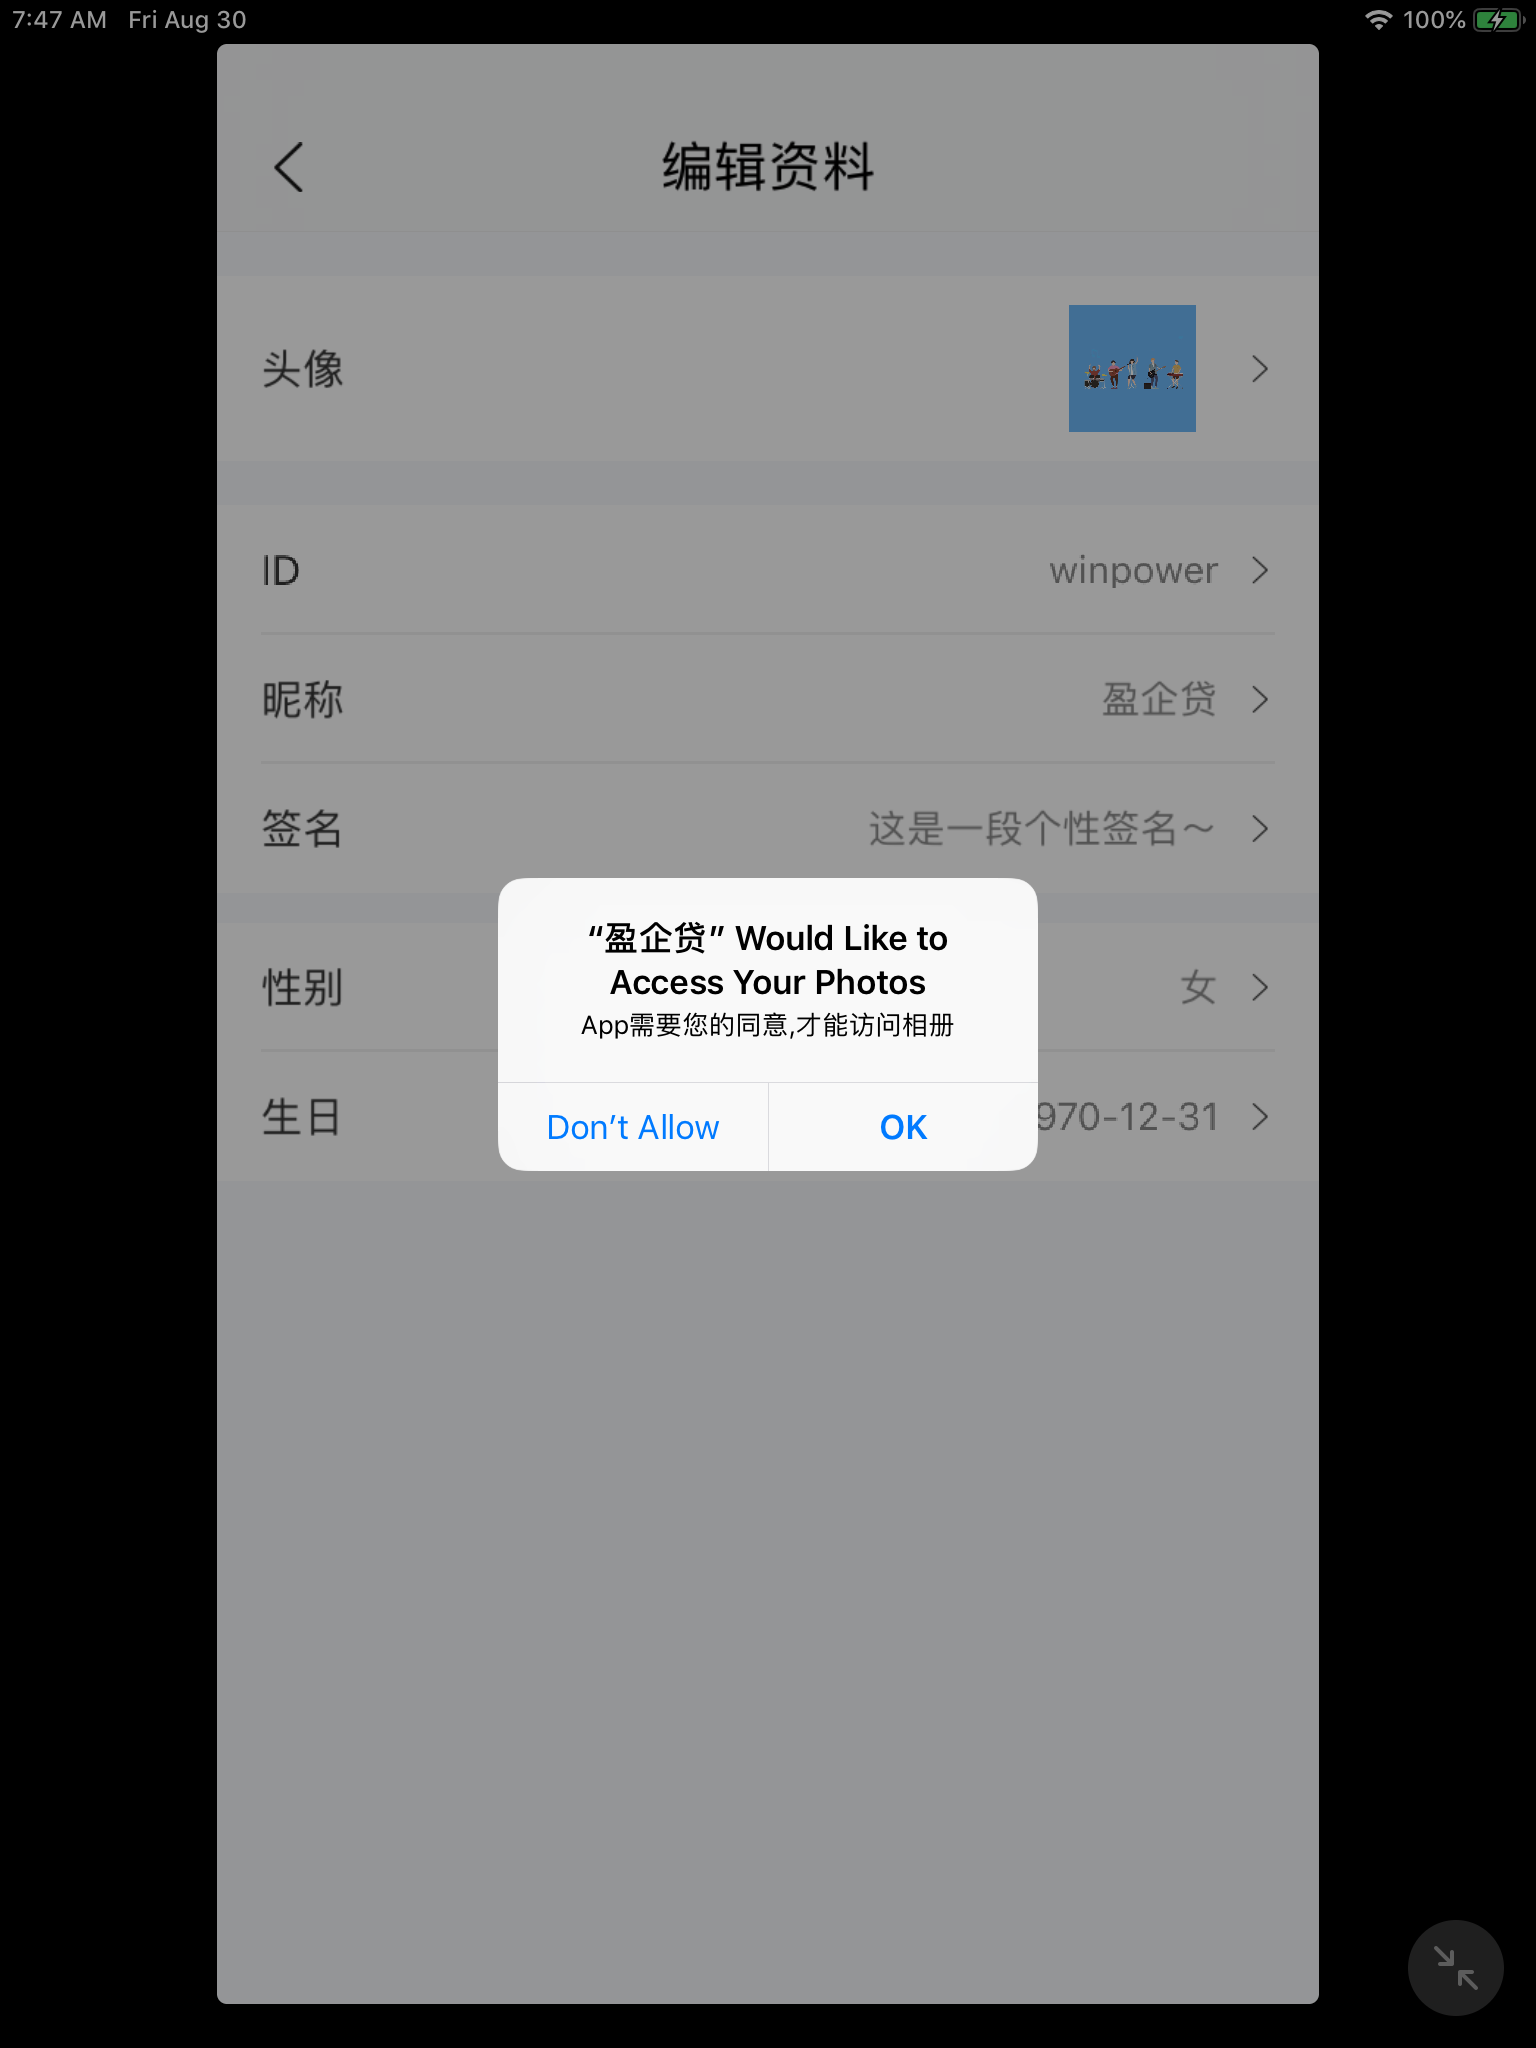 7:47 AM Fri Aug 30 100%
编辑资料
头像
ID winpower
昵称 盈企贷
签名 这是一段个性签名～
“盈企贷” Would Like to
Access Your Photos
App需要您的同意,才能访问相册
性别 女
Don’t Allow OK
生日 970-12-31